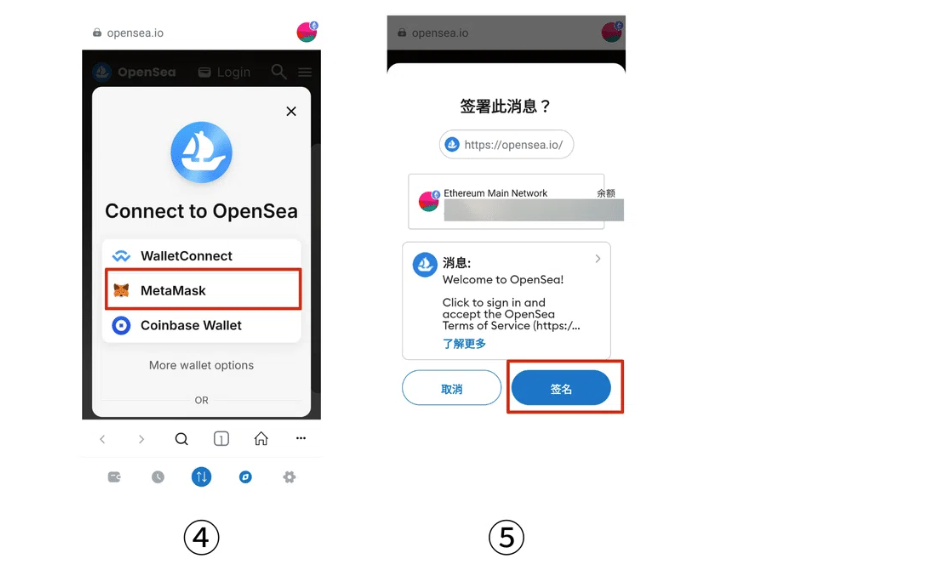 opensea.io
OpenSea
Login
Connect to OpenSea
WalletConnect
MetaMask
Coinbase Wallet
More wallet options
OR
1
④
opensea.io
签署此消息？
https://opensea.io/
Ethereum Main Network
余额
消息:
Welcome to OpenSea!
Click to sign in and
accept the OpenSea
Terms of Service (https:/...
了解更多
取消
签名
⑤